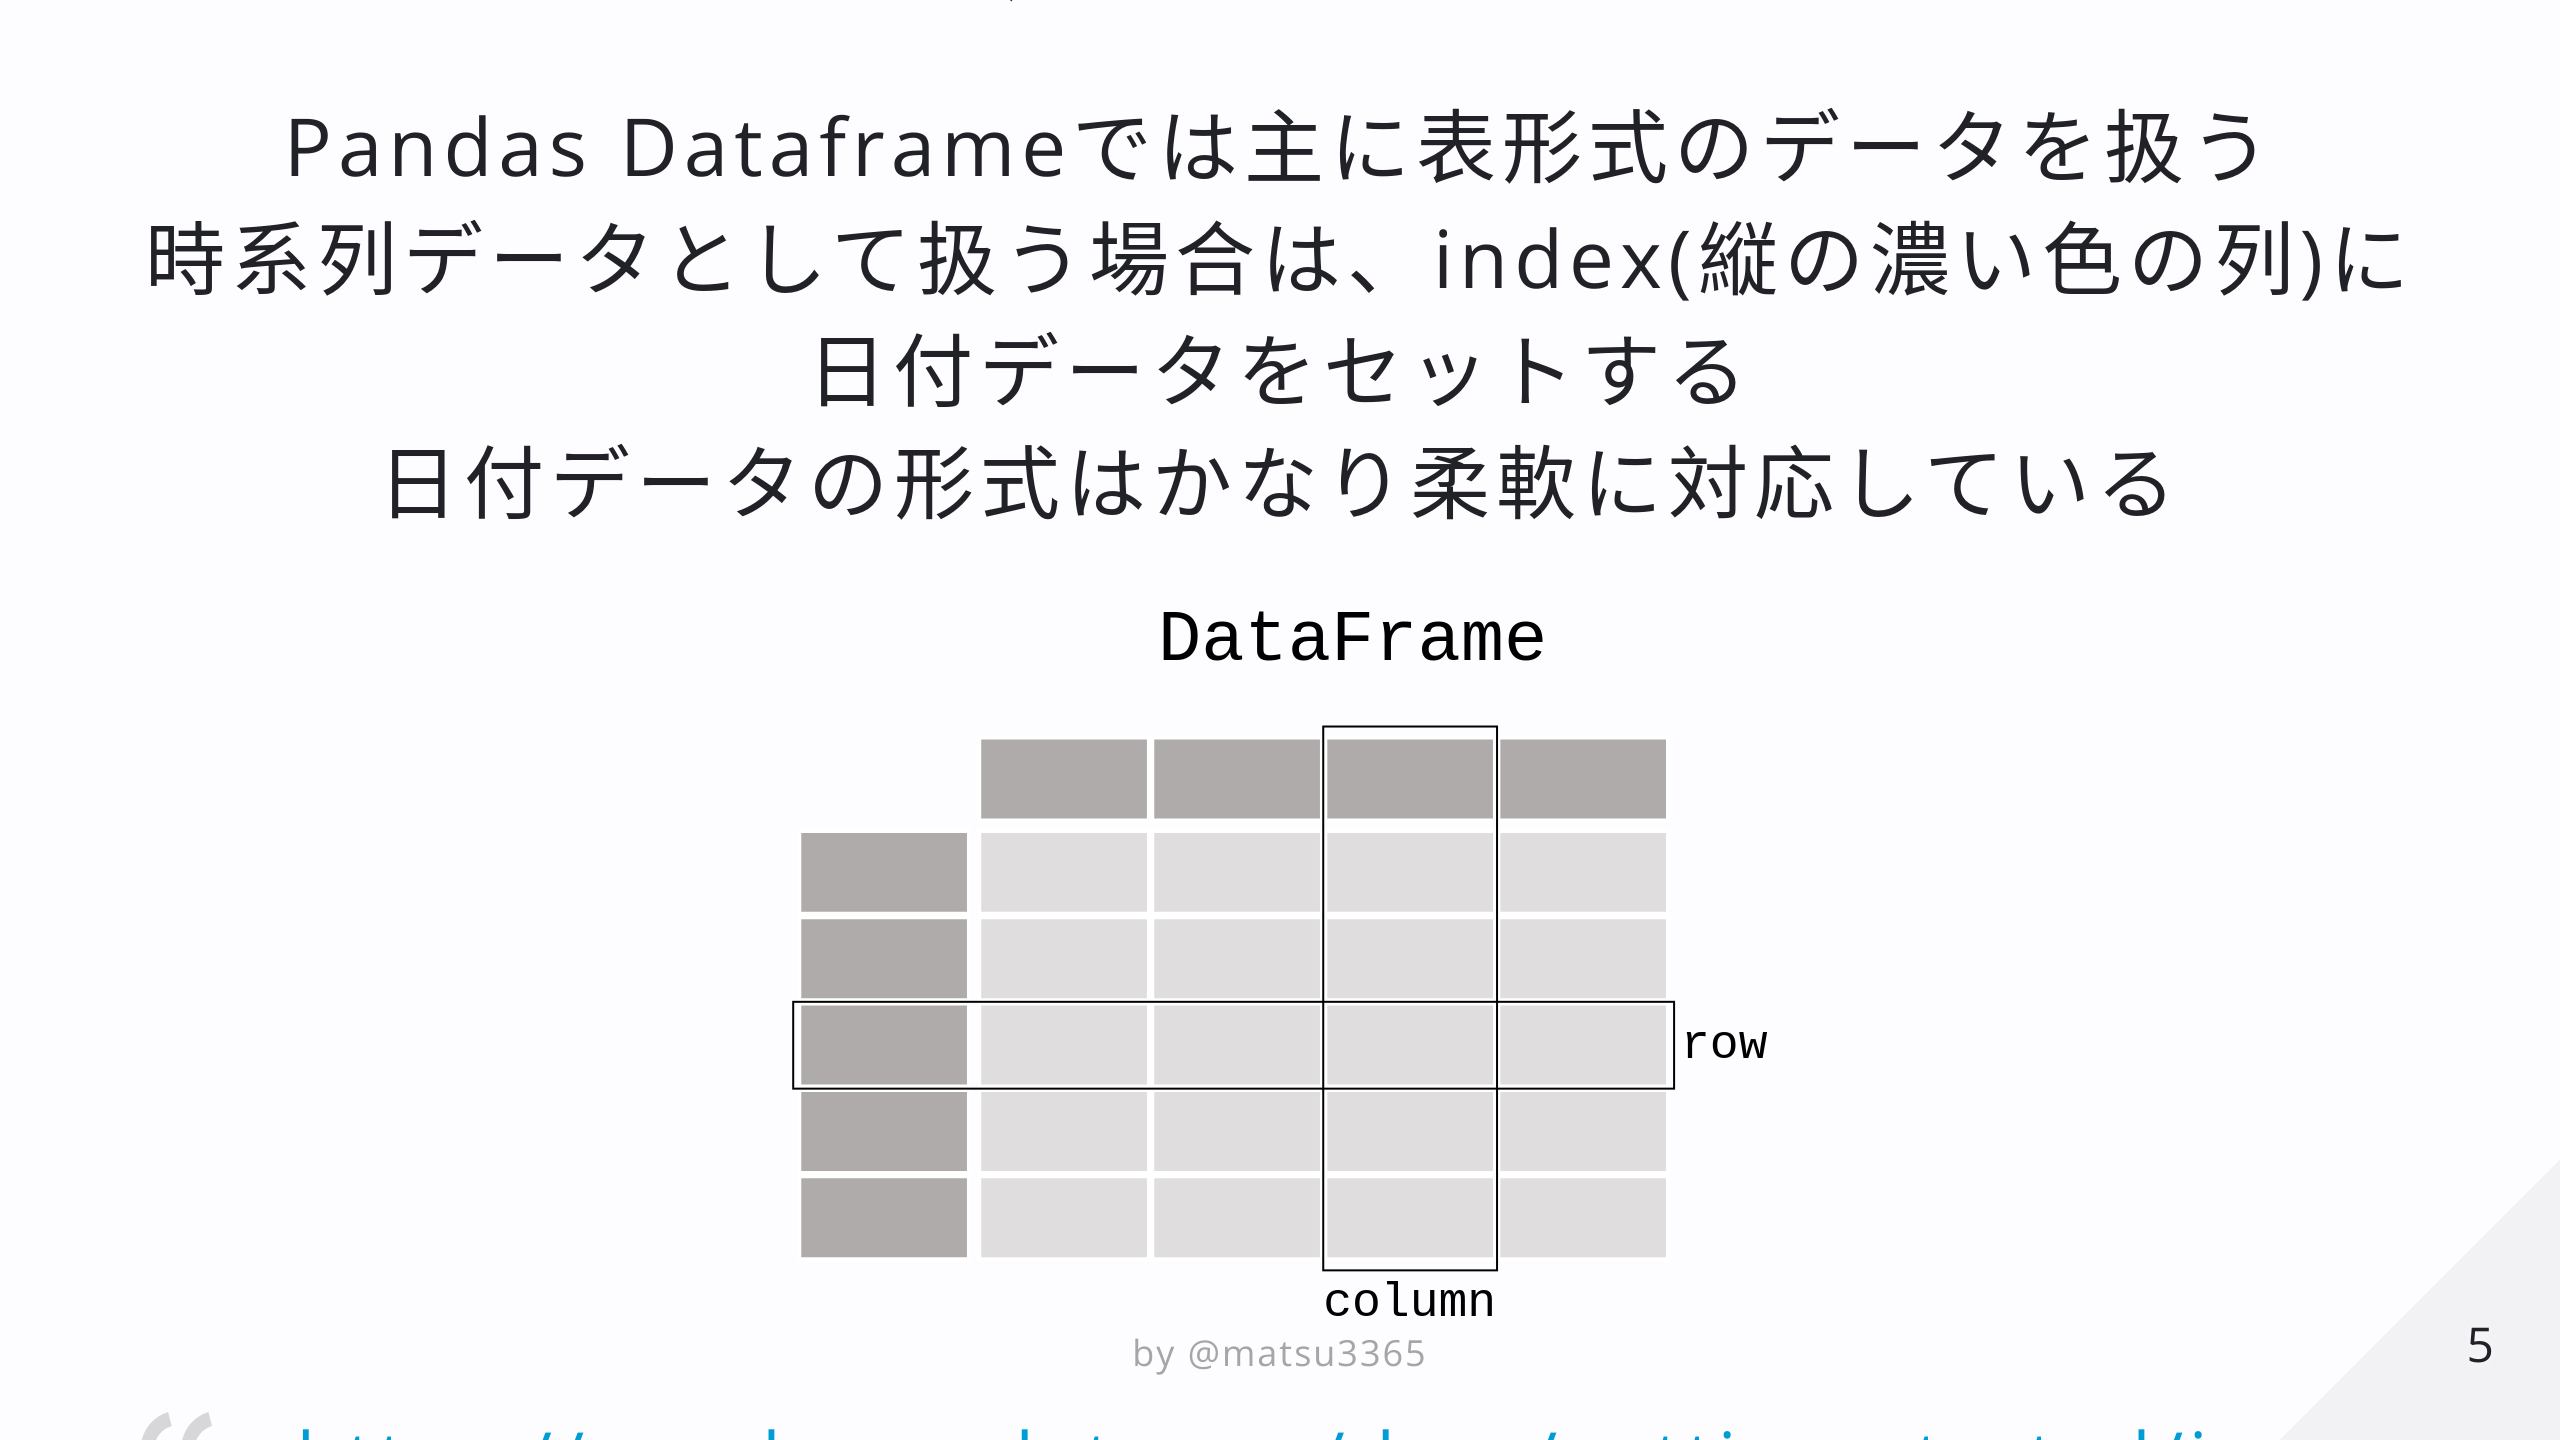 Pandas Dataframeでは主に表形式のデータを扱う
時系列データとして扱う場合は、index(縦の濃い色の列)に
日付データをセットする
日付データの形式はかなり柔軟に対応している
DataFrame
row
column
by @matsu3365
5